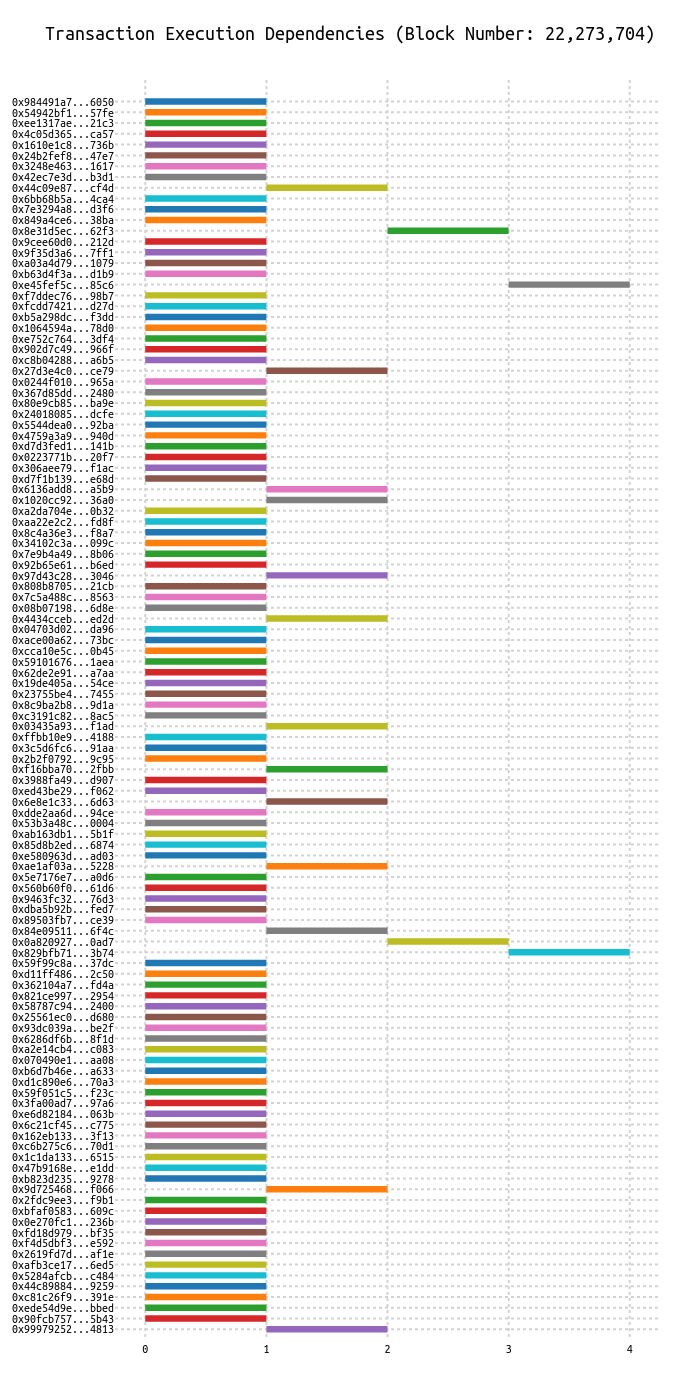 Transaction Execution Dependencies (Block Number: 22,273,704)
0x984491a7...6050
0x54942bf1...57fe
0xee1317ae...21c3
0x4c05d365...ca57
0x1610e1c8...736b
0x24b2fef8...47e7
0x3248e463...1617
0x42ec7e3d...b3d1
0x44c09e87...cf4d
0x6bb68b5a...4ca4
0x7e3294a8...d3f6
0x849a4ce6...38ba
0x8e31d5ec...62f3
0x9cee60d0...212d
0x9f35d3a6...7ff1
0xa03a4d79...1079
0xb63d4f3a...d1b9
0xe45fef5c...85c6
0xf7ddec76...98b7
0xfcdd7421...d27d
0xb5a298dc...f3dd
0x1064594a...78d0
0xe752c764...3df4
0x902d7c49...966f
0xc8b04288...a6b5
0x27d3e4c0...ce79
0x0244f010...965a
0x367d85dd...2480
0x80e9cb85...ba9e
0x24018085...dcfe
0x5544dea0...92ba
0x4759a3a9...940d
0xd7d3fed1...141b
0x0223771b...20f7
0x306aee79...f1ac
0xd7f1b139...e68d
0x6136add8...a5b9
0x1020cc92...36a0
0xa2da704e...0b32
0xaa22e2c2...fd8f
0x8c4a36e3...f8a7
0x34102c3a...099c
0x7e9b4a49...8b06
0x92b65e61...b6ed
0x97d43c28...3046
0x808b8705...21cb
0x7c5a488c...8563
0x08b07198...6d8e
0x4434cceb...ed2d
0x04703d02...da96
0xace00a62...73bc
0xcca10e5c...0b45
0x59101676...1aea
0x62de2e91...a7aa
0x19de405a...54ce
0x23755be4...7455
0x8c9ba2b8...9d1a
0xc3191c82...8ac5
0x03435a93...f1ad
0xffbb10e9...4188
0x3c5d6fc6...91aa
0x2b2f0792...9c95
0xf16bba70...2fbb
0x3988fa49...d907
0xed43be29...f062
0x6e8e1c33...6d63
0xdde2aa6d...94ce
0x53b3a48c...0004
0xab163db1...5b1f
0x85d8b2ed...6874
0xe580963d...ad03
0xae1af03a...5228
0x5e7176e7...a0d6
0x560b60f0...61d6
0x9463fc32...76d3
0xdba5b92b...fed7
0x89503fb7...ce39
0x84e09511...6f4c
0x0a820927...0ad7
0x829bfb71...3b74
0x59f99c8a...37dc
0xd11ff486...2c50
0x362104a7...fd4a
0x821ce997...2954
0x58787c94...2400
0x25561ec0...d680
0x93dc039a...be2f
0x6286df6b...8f1d
0xa2e14cb4...c083
0x070490e1...aa08
0xb6d7b46e...a633
0xd1c890e6...70a3
0x59f051c5...f23c
0x3fa00ad7...97a6
0xe6d82184...063b
0x6c21cf45...c775
0x162eb133...3f13
0xc6b275c6...70d1
0x1c1da133...6515
0x47b9168e...e1dd
0xb823d235...9278
0x9d725468...f066
0x2fdc9ee3...f9b1
0xbfaf0583...609c
0x0e270fc1...236b
0xfd18d979...bf35
0xf4d5dbf3...e592
0x2619fd7d...af1e
0xafb3ce17...6ed5
0x5284afcb...c484
0x44c89884...9259
0xc81c26f9...391e
0xede54d9e...bbed
0x90fcb757...5b43
0x99979252...4813
0 1 2 3 4